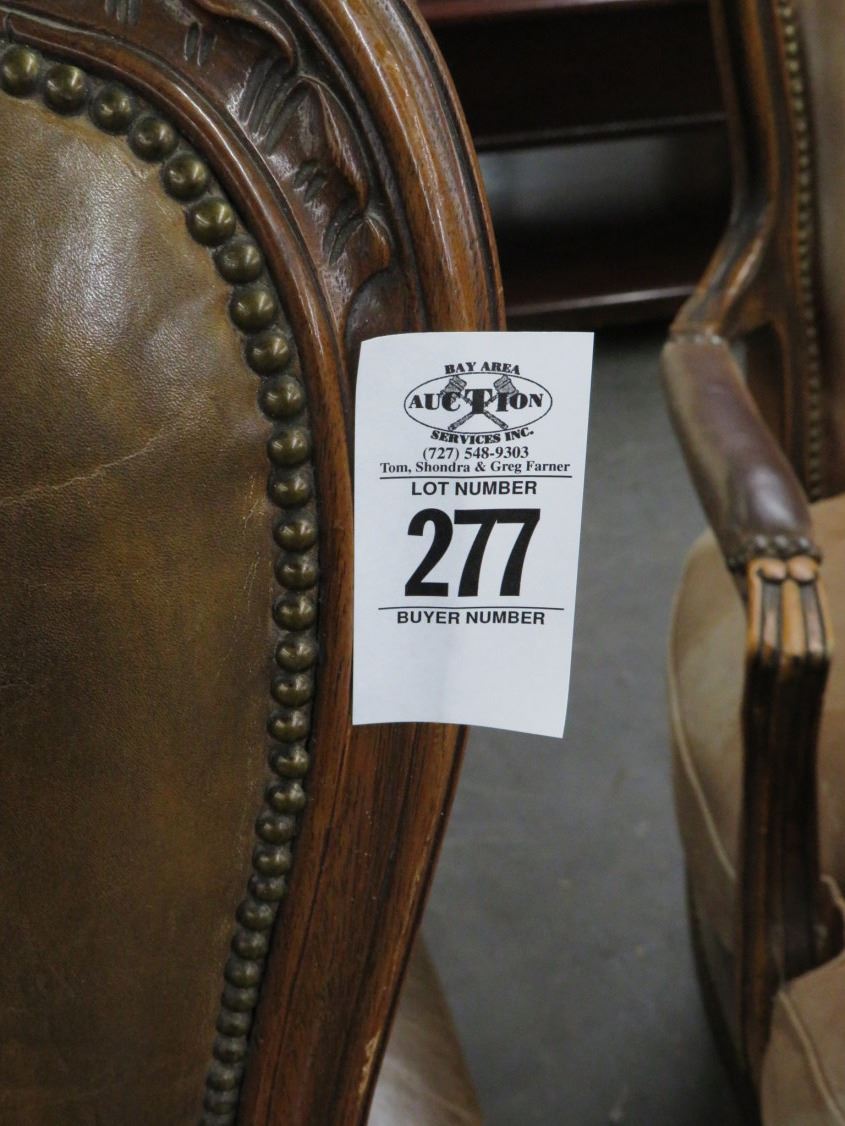 BAY AREA
AUCTION
SERVICES INC.
(727) 548-9303
Tom, Shondra & Greg Farner
LOT NUMBER
277
BUYER NUMBER